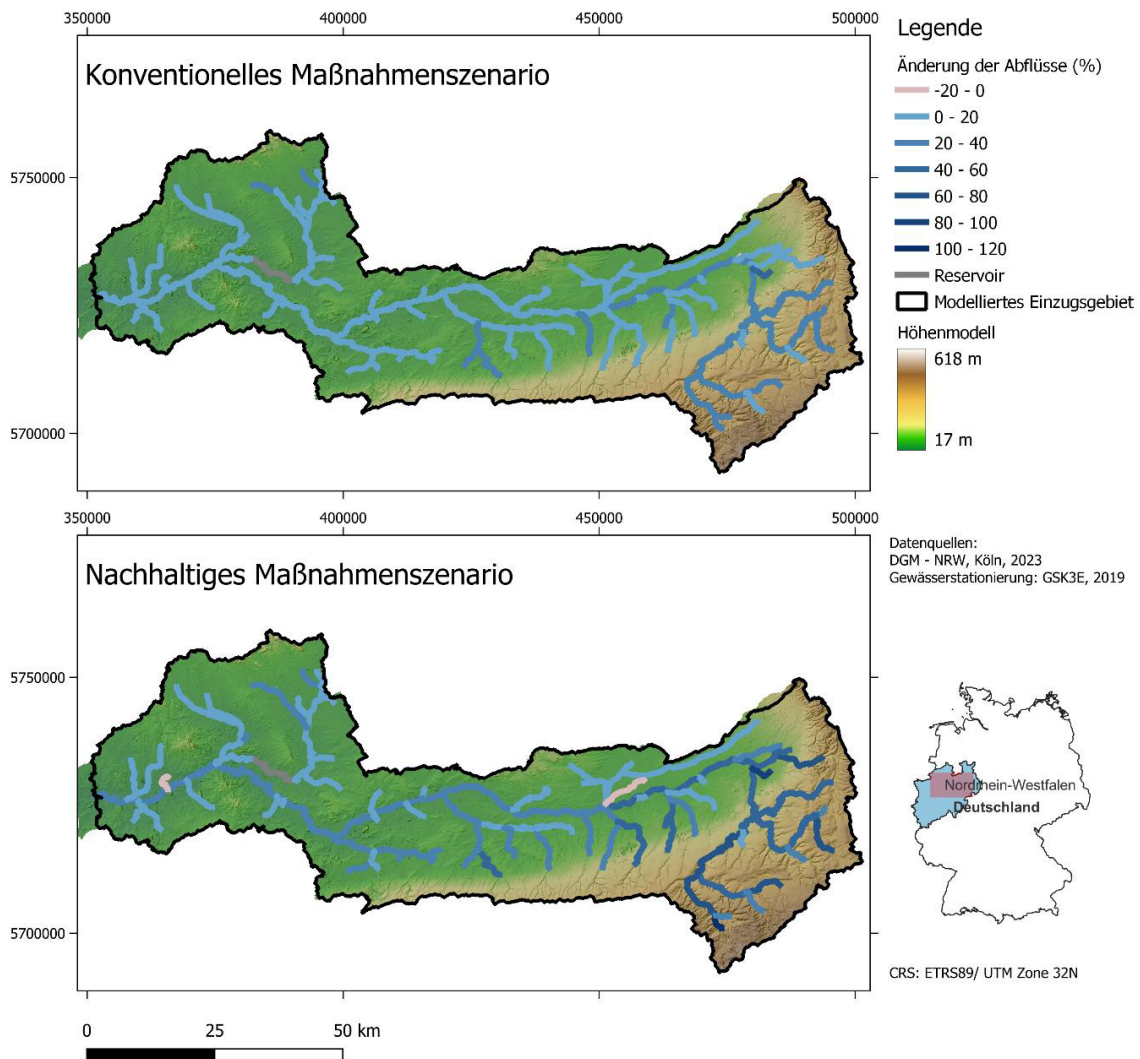 350000 400000 450000 500000
Konventionelles Maßnahmenszenario
5750000
5700000
350000 400000 450000 500000
Nachhaltiges Maßnahmenszenario
5750000
5700000
0 25 50 km
Legende
Änderung der Abflüsse (%)
-20 - 0
0 - 20
20 - 40
40 - 60
60 - 80
80 - 100
100 - 120
Reservoir
Modelliertes Einzugsgebiet
Höhenmodell
618 m
17 m
Datenquellen:
DGM - NRW, Köln, 2023
Gewässerstationierung: GSK3E, 2019
Nordrhein-Westfalen
Deutschland
CRS: ETRS89/ UTM Zone 32N